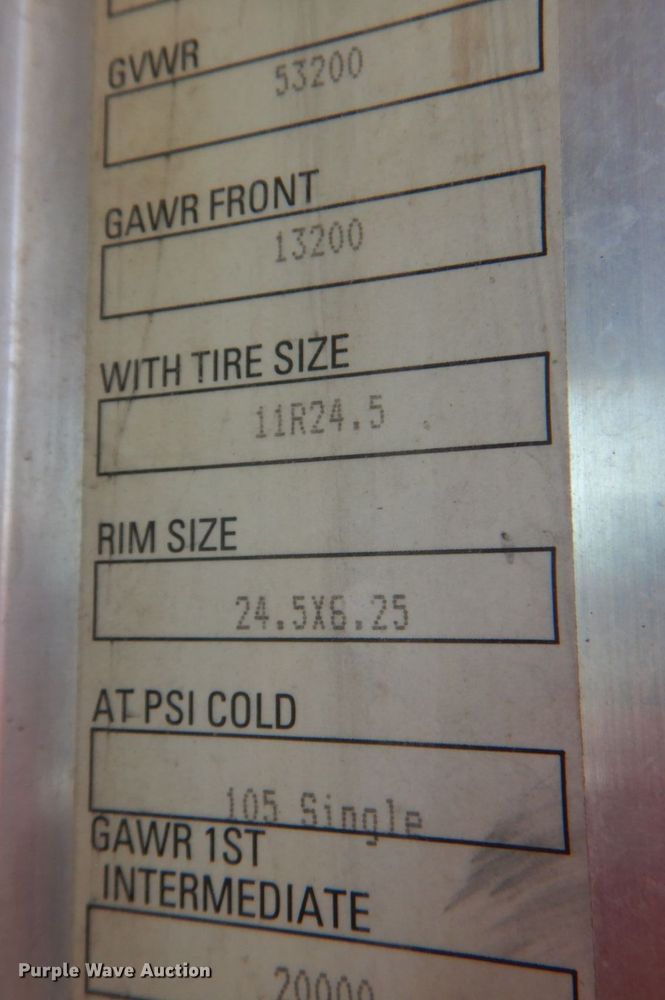 GVWR
53200
GAWR FRONT
13200
WITH TIRE SIZE
11R24.5
RIM SIZE
24.5X8.25
AT PSI COLD
105 Single
GAWR 1ST
INTERMEDIATE
20000
Purple Wave Auction